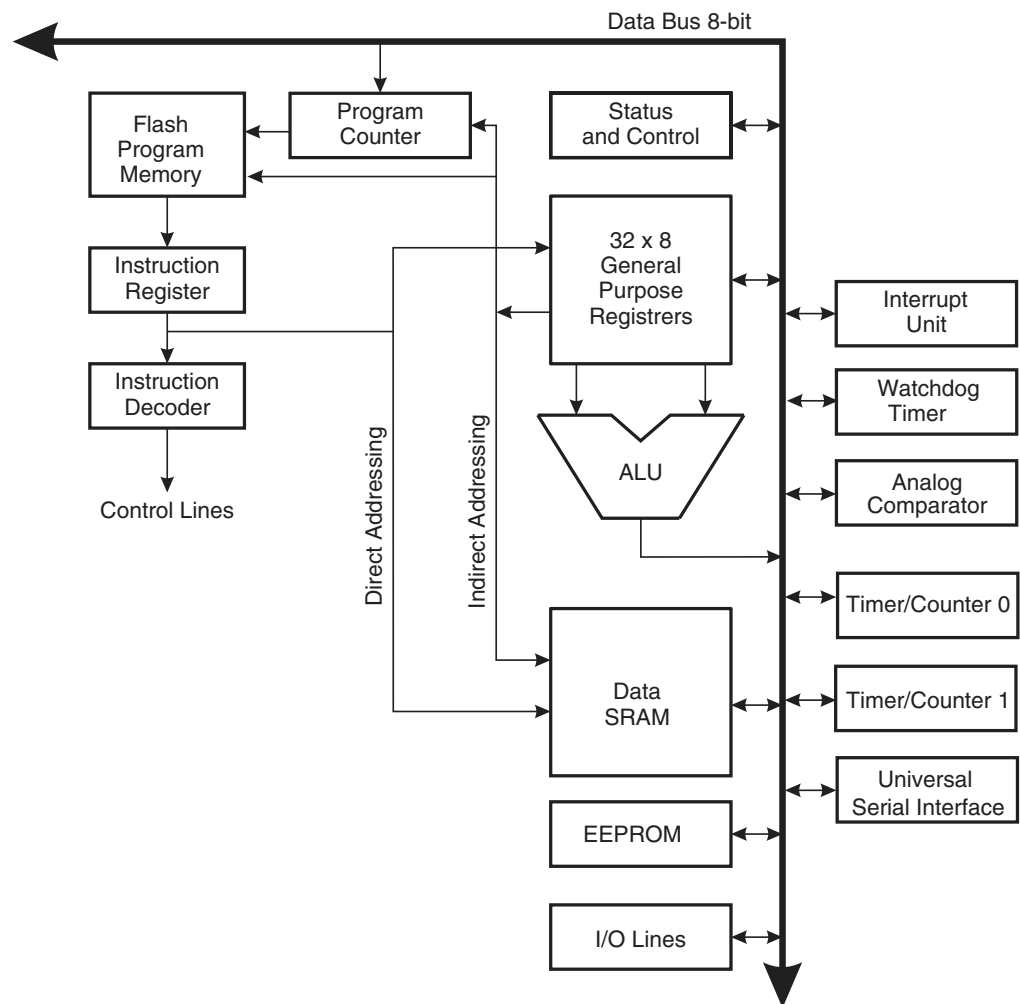 Data Bus 8-bit
Flash
Program
Memory
Program
Counter
Status
and Control
32 x 8
General
Purpose
Registrers
Instruction
Register
Instruction
Decoder
Control Lines
Direct Addressing
Indirect Addressing
ALU
Interrupt
Unit
Watchdog
Timer
Analog
Comparator
Timer/Counter 0
Data
SRAM
Timer/Counter 1
Universal
Serial Interface
EEPROM
I/O Lines